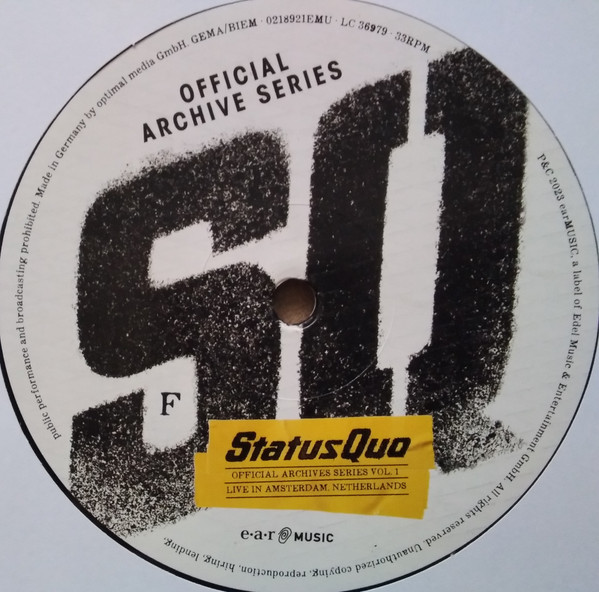 public performance and broadcasting prohibited. Made in Germany by optimal media GmbH. GEMA/BIEM · 0218921EMU · LC 36979 · 33RPM
OFFICIAL
ARCHIVE SERIES
SQ
P&C 2023 earMUSIC, a label of Edel Music & Entertainment GmbH. All rights reserved. Unauthorized copying, reproduction, hiring, lending,
F
StatusQuo
OFFICIAL ARCHIVES SERIES VOL. 1
LIVE IN AMSTERDAM, NETHERLANDS
e·a·r MUSIC